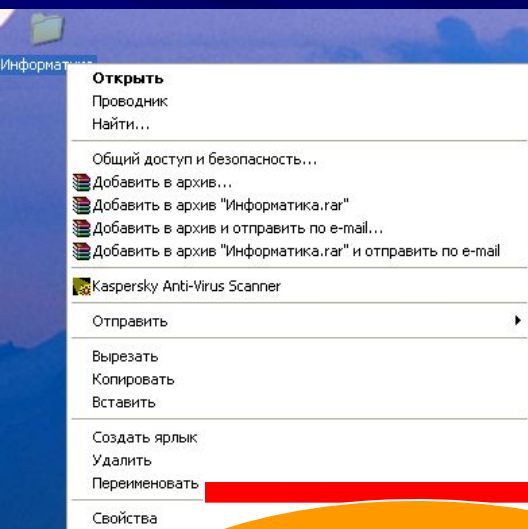 Открыть
Проводник
Найти...
Общий доступ и безопасность...
Добавить в архив...
Добавить в архив "Информатика.rar"
Добавить в архив и отправить по e-mail...
Добавить в архив "Информатика.rar" и отправить по e-mail
Kaspersky Anti-Virus Scanner
Отправить
Вырезать
Копировать
Вставить
Создать ярлык
Удалить
Переименовать
Свойства